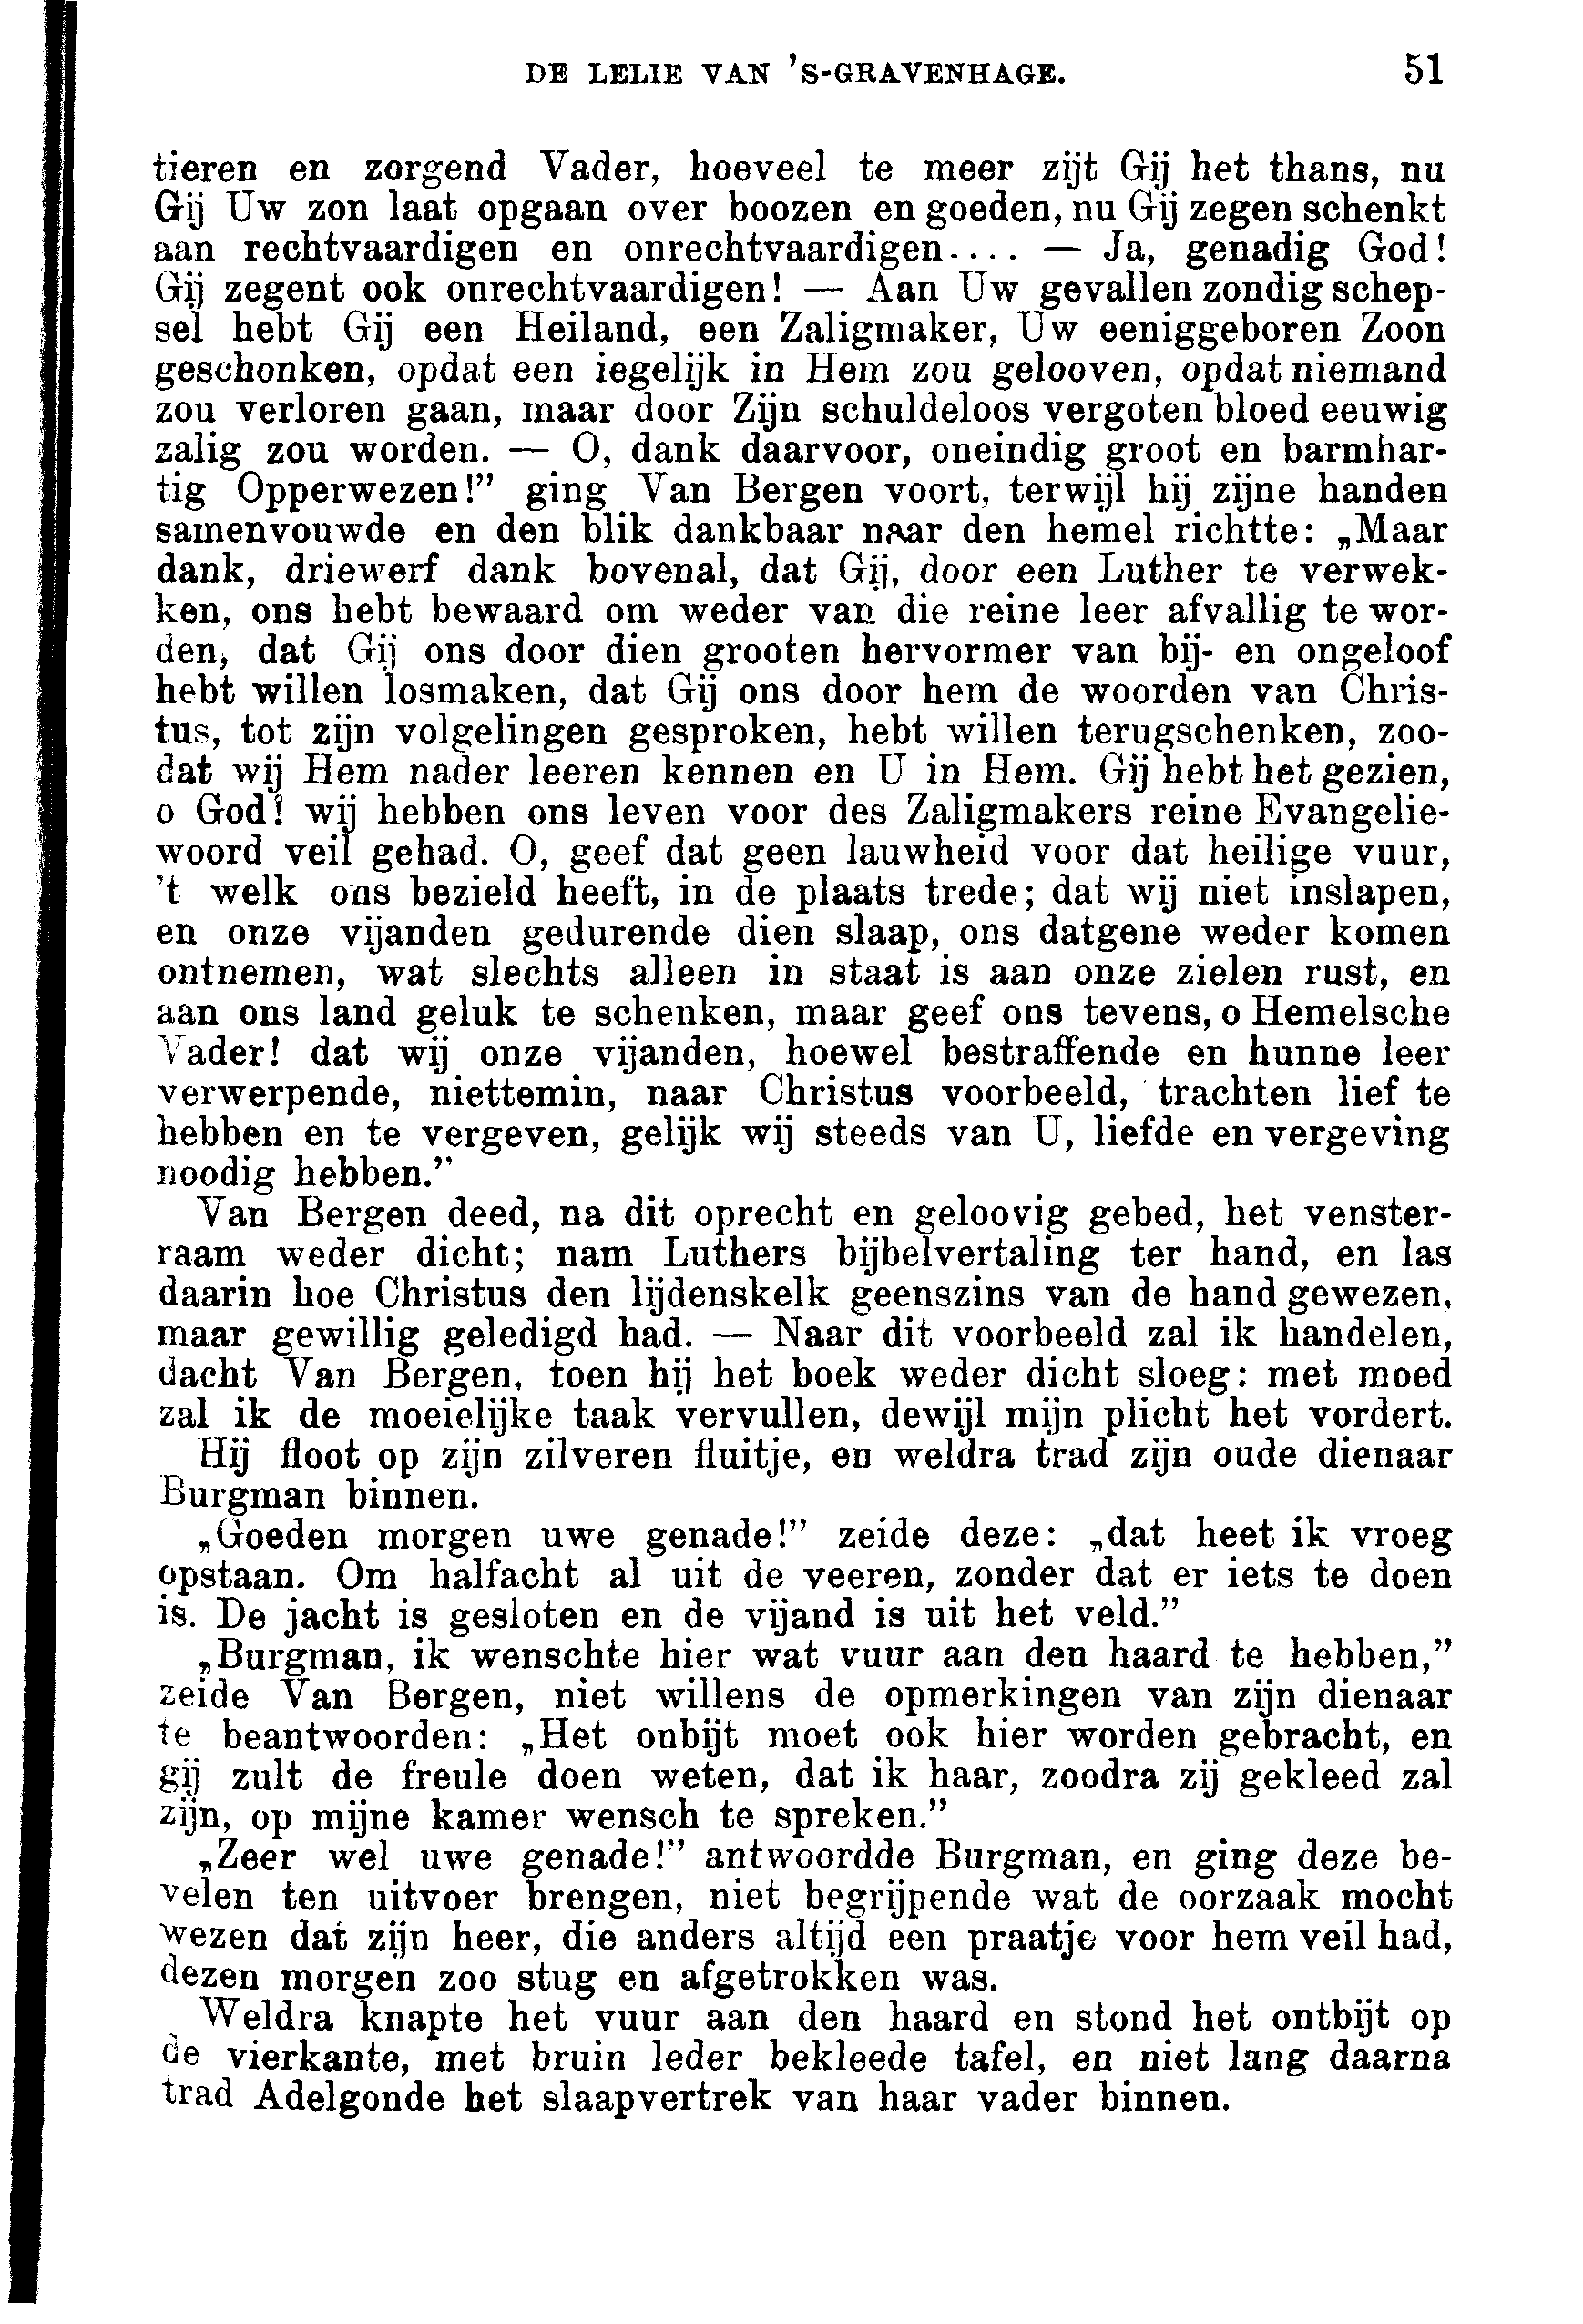 DE LELIE VAN 'S-GRAVENHAGE. 51
tieren en zorgend Vader, hoeveel te meer zijt Gij het thans, nu
Gij Uw zon laat opgaan over boozen en goeden, nu Gij zegen schenkt
aan rechtvaardigen en onrechtvaardigen.... — Ja, genadig God!
Gij zegent ook onrechtvaardigen! — Aan Uw gevallen zondig schep-
sel hebt Gij een Heiland, een Zaligmaker, Uw eeniggeboren Zoon
geschonken, opdat een iegelijk in Hem zou gelooven, opdat niemand
zou verloren gaan, maar door Zijn schuldeloos vergoten bloed eeuwig
zalig zou worden. — O, dank daarvoor, oneindig groot en barmhar-
tig Opperwezen!” ging Van Bergen voort, terwijl hij zijne handen
samenvouwde en den blik dankbaar naar den hemel richtte: „Maar
dank, driewerf dank bovenal, dat Gij, door een Luther te verwek-
ken, ons hebt bewaard om weder van die reine leer afvallig te wor-
den, dat Gij ons door dien grooten hervormer van bij- en ongeloof
hebt willen losmaken, dat Gij ons door hem de woorden van Chris-
tus, tot zijn volgelingen gesproken, hebt willen terugschenken, zoo-
dat wij Hem nader leeren kennen en U in Hem. Gij hebt het gezien,
o God! wij hebben ons leven voor des Zaligmakers reine Evangelie-
woord veil gehad. O, geef dat geen lauwheid voor dat heilige vuur,
't welk ons bezield heeft, in de plaats trede; dat wij niet inslapen,
en onze vijanden gedurende dien slaap, ons datgene weder komen
ontnemen, wat slechts alleen in staat is aan onze zielen rust, en
aan ons land geluk te schenken, maar geef ons tevens, o Hemelsche
Vader! dat wij onze vijanden, hoewel bestraffende en hunne leer
verwerpende, niettemin, naar Christus voorbeeld, trachten lief te
hebben en te vergeven, gelijk wij steeds van U, liefde en vergeving
noodig hebben.”
Van Bergen deed, na dit oprecht en geloovig gebed, het venster-
raam weder dicht; nam Luthers bijbelvertaling ter hand, en las
daarin hoe Christus den lijdenskelk geenszins van de hand gewezen,
maar gewillig geledigd had. — Naar dit voorbeeld zal ik handelen,
dacht Van Bergen, toen hij het boek weder dicht sloeg: met moed
zal ik de moeielijke taak vervullen, dewijl mijn plicht het vordert.
Hij floot op zijn zilveren fluitje, en weldra trad zijn oude dienaar
Burgman binnen.
„Goeden morgen uwe genade!” zeide deze: „dat heet ik vroeg
opstaan. Om halfacht al uit de veeren, zonder dat er iets te doen
is. De jacht is gesloten en de vijand is uit het veld.”
„Burgman, ik wenschte hier wat vuur aan den haard te hebben,”
zeide Van Bergen, niet willens de opmerkingen van zijn dienaar
te beantwoorden: „Het onbijt moet ook hier worden gebracht, en
gij zult de freule doen weten, dat ik haar, zoodra zij gekleed zal
zijn, op mijne kamer wensch te spreken.”
„Zeer wel uwe genade!” antwoordde Burgman, en ging deze be-
velen ten uitvoer brengen, niet begrijpende wat de oorzaak mocht
wezen dat zijn heer, die anders altijd een praatje voor hem veil had,
dezen morgen zoo stug en afgetrokken was.
Weldra knapte het vuur aan den haard en stond het ontbijt op
de vierkante, met bruin leder bekleede tafel, en niet lang daarna
trad Adelgonde het slaapvertrek van haar vader binnen.